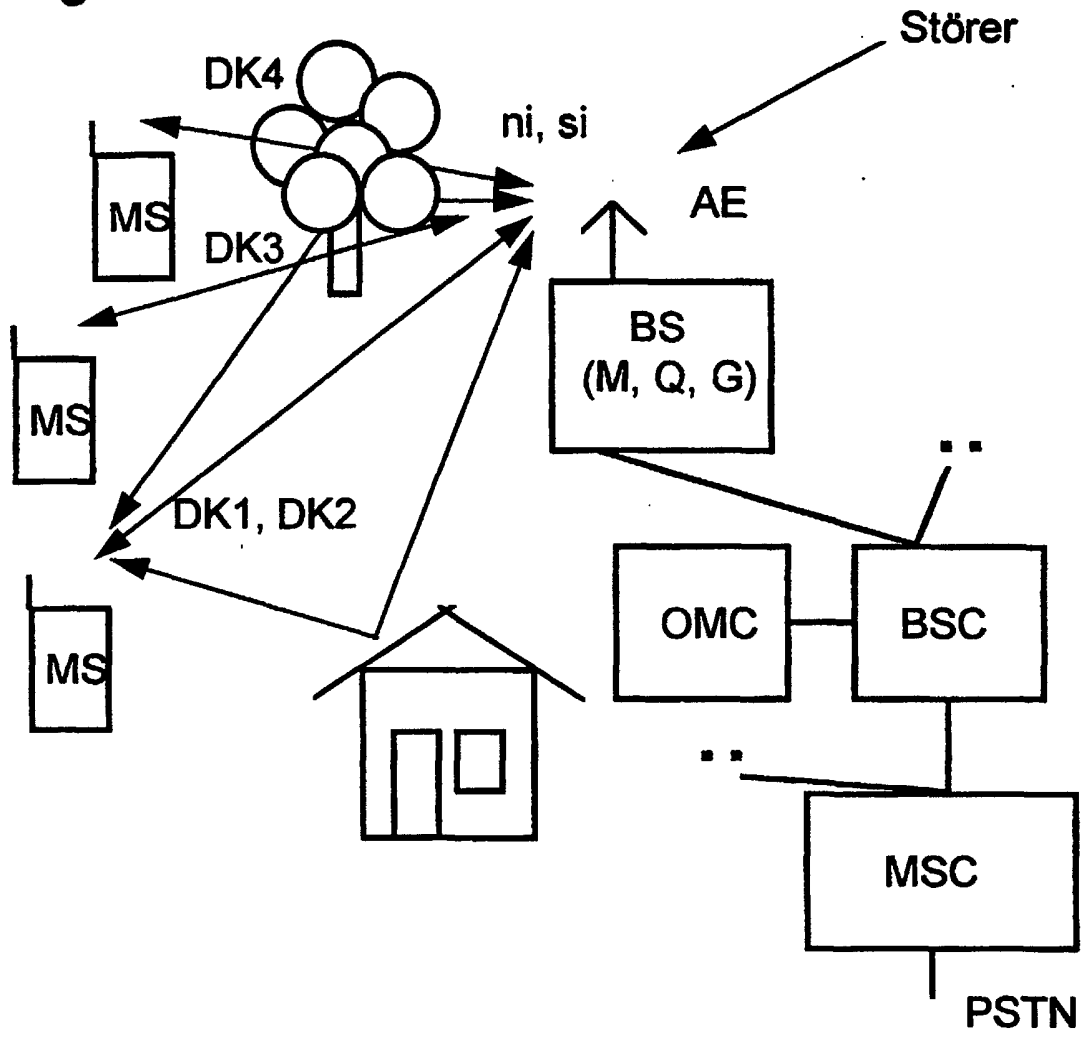 Störer
DK4
ni, si
MS
AE
DK3
BS
(M, Q, G)
MS
DK1, DK2
OMC
BSC
MS
MSC
PSTN